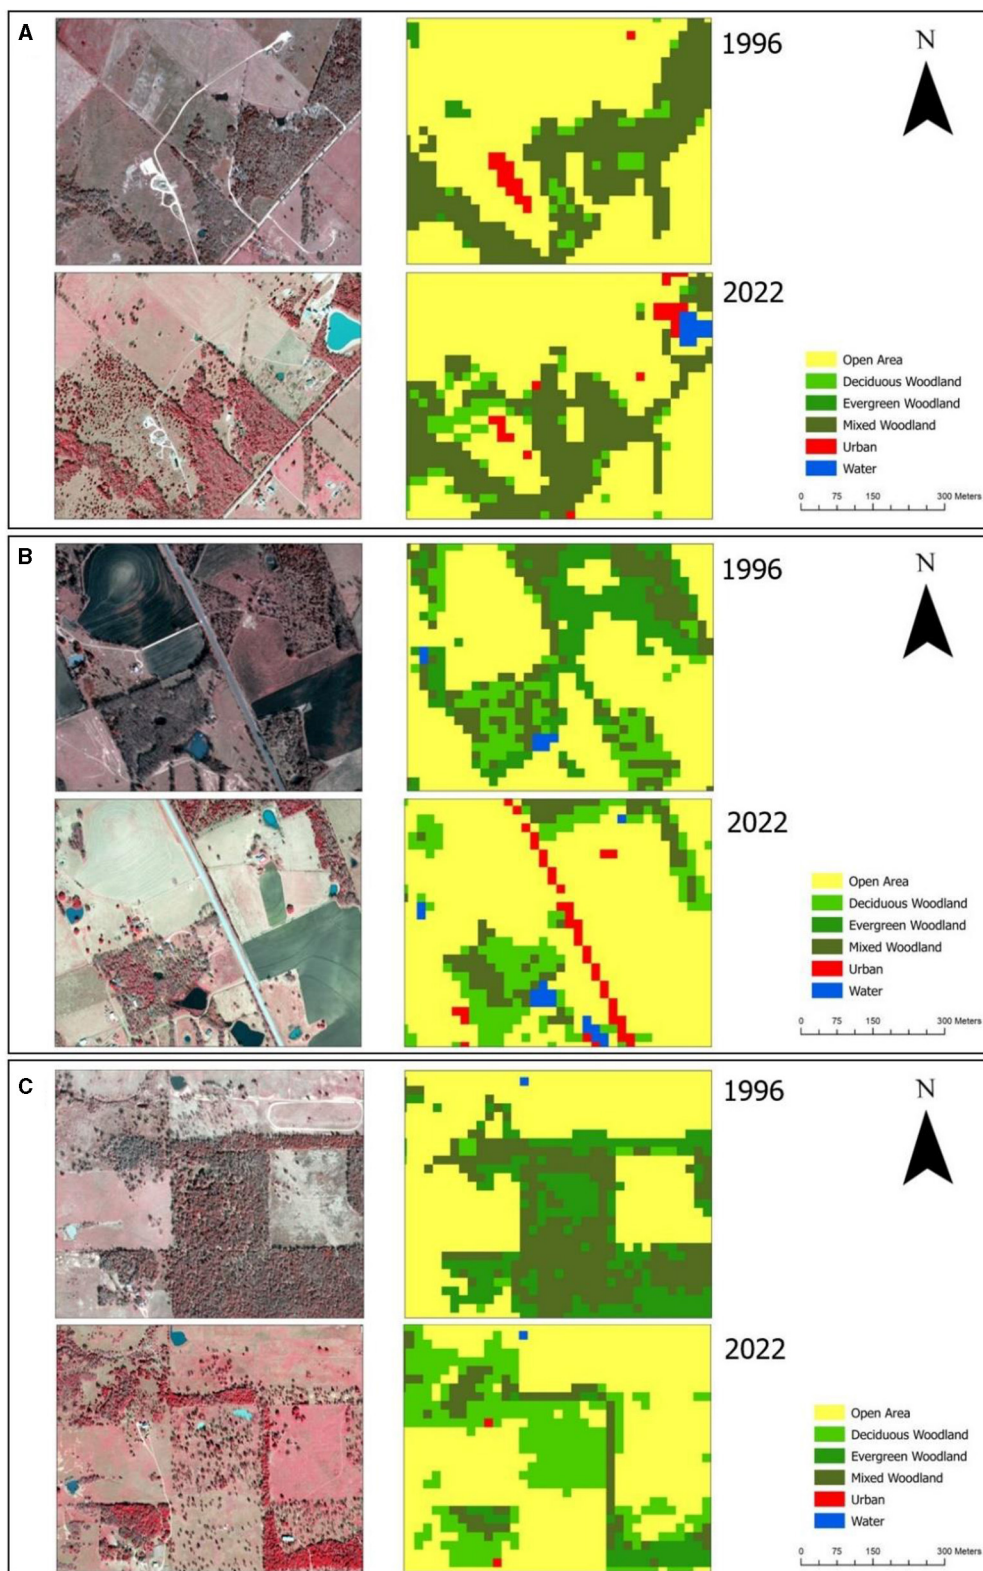 A
1996
N
2022
Open Area
Deciduous Woodland
Evergreen Woodland
Mixed Woodland
Urban
Water
0 75 150 300 Meters
B
1996
N
2022
Open Area
Deciduous Woodland
Evergreen Woodland
Mixed Woodland
Urban
Water
0 75 150 300 Meters
C
1996
N
2022
Open Area
Deciduous Woodland
Evergreen Woodland
Mixed Woodland
Urban
Water
0 75 150 300 Meters